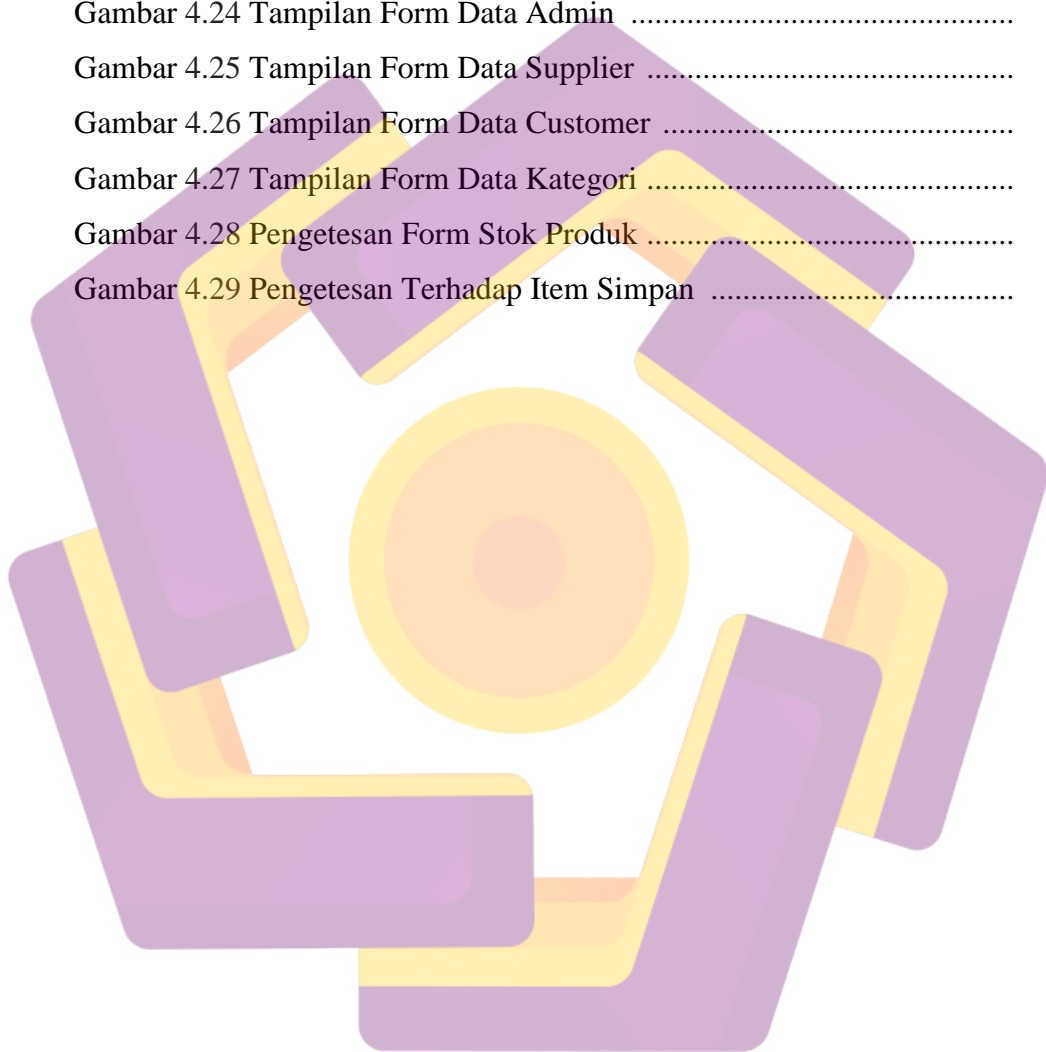 Gambar 4.24 Tampilan Form Data Admin ................................................
Gambar 4.25 Tampilan Form Data Supplier ..............................................
Gambar 4.26 Tampilan Form Data Customer ............................................
Gambar 4.27 Tampilan Form Data Kategori ..............................................
Gambar 4.28 Pengetesan Form Stok Produk ..............................................
Gambar 4.29 Pengetesan Terhadap Item Simpan ......................................